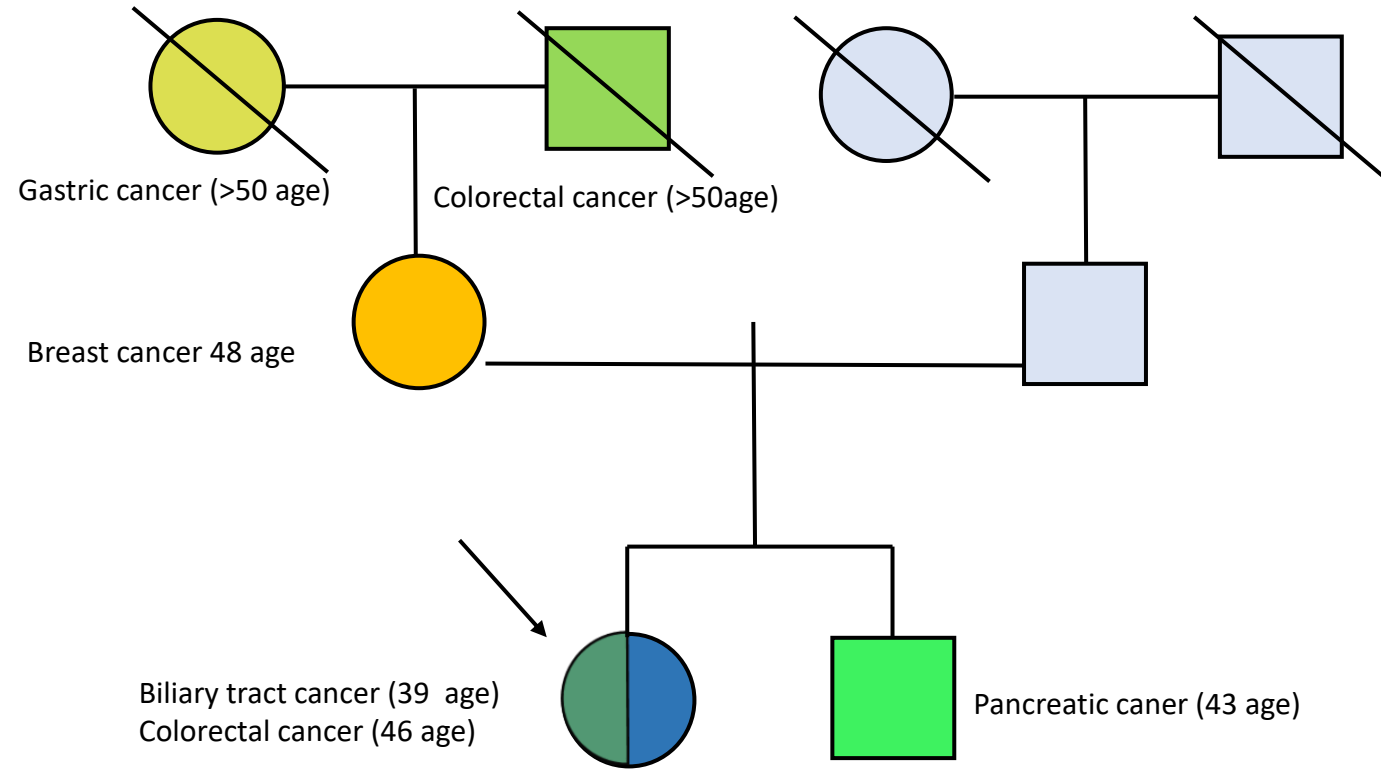 Gastric cancer (>50 age)
Colorectal cancer (>50age)
Breast cancer 48 age
Biliary tract cancer (39  age)
Colorectal cancer (46 age)
Pancreatic caner (43 age)